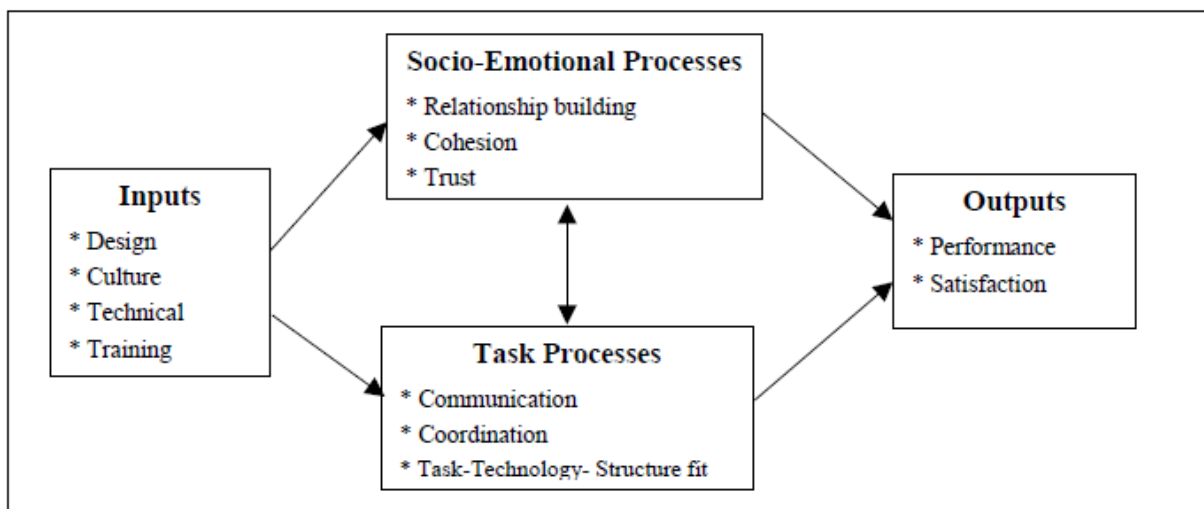 Socio-Emotional Processes
* Relationship building
* Cohesion
* Trust
Inputs
* Design
* Culture
* Technical
* Training
Outputs
* Performance
* Satisfaction
Task Processes
* Communication
* Coordination
* Task-Technology- Structure fit